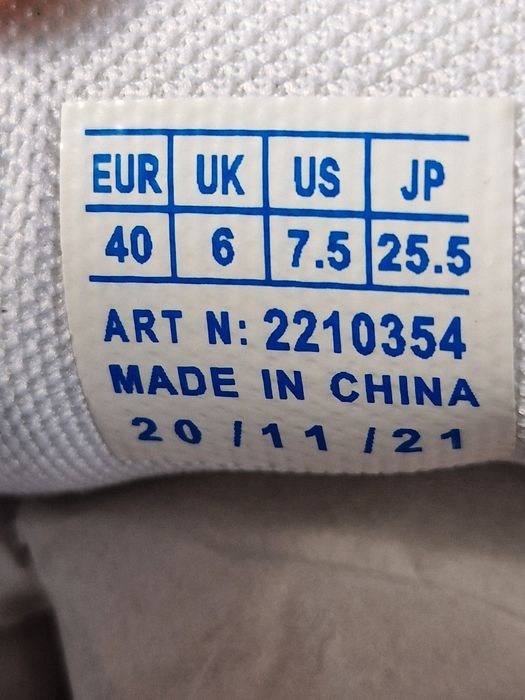 EUR UK US JP
40 6 7.5 25.5
ART N: 2210354
MADE IN CHINA
20/11/21